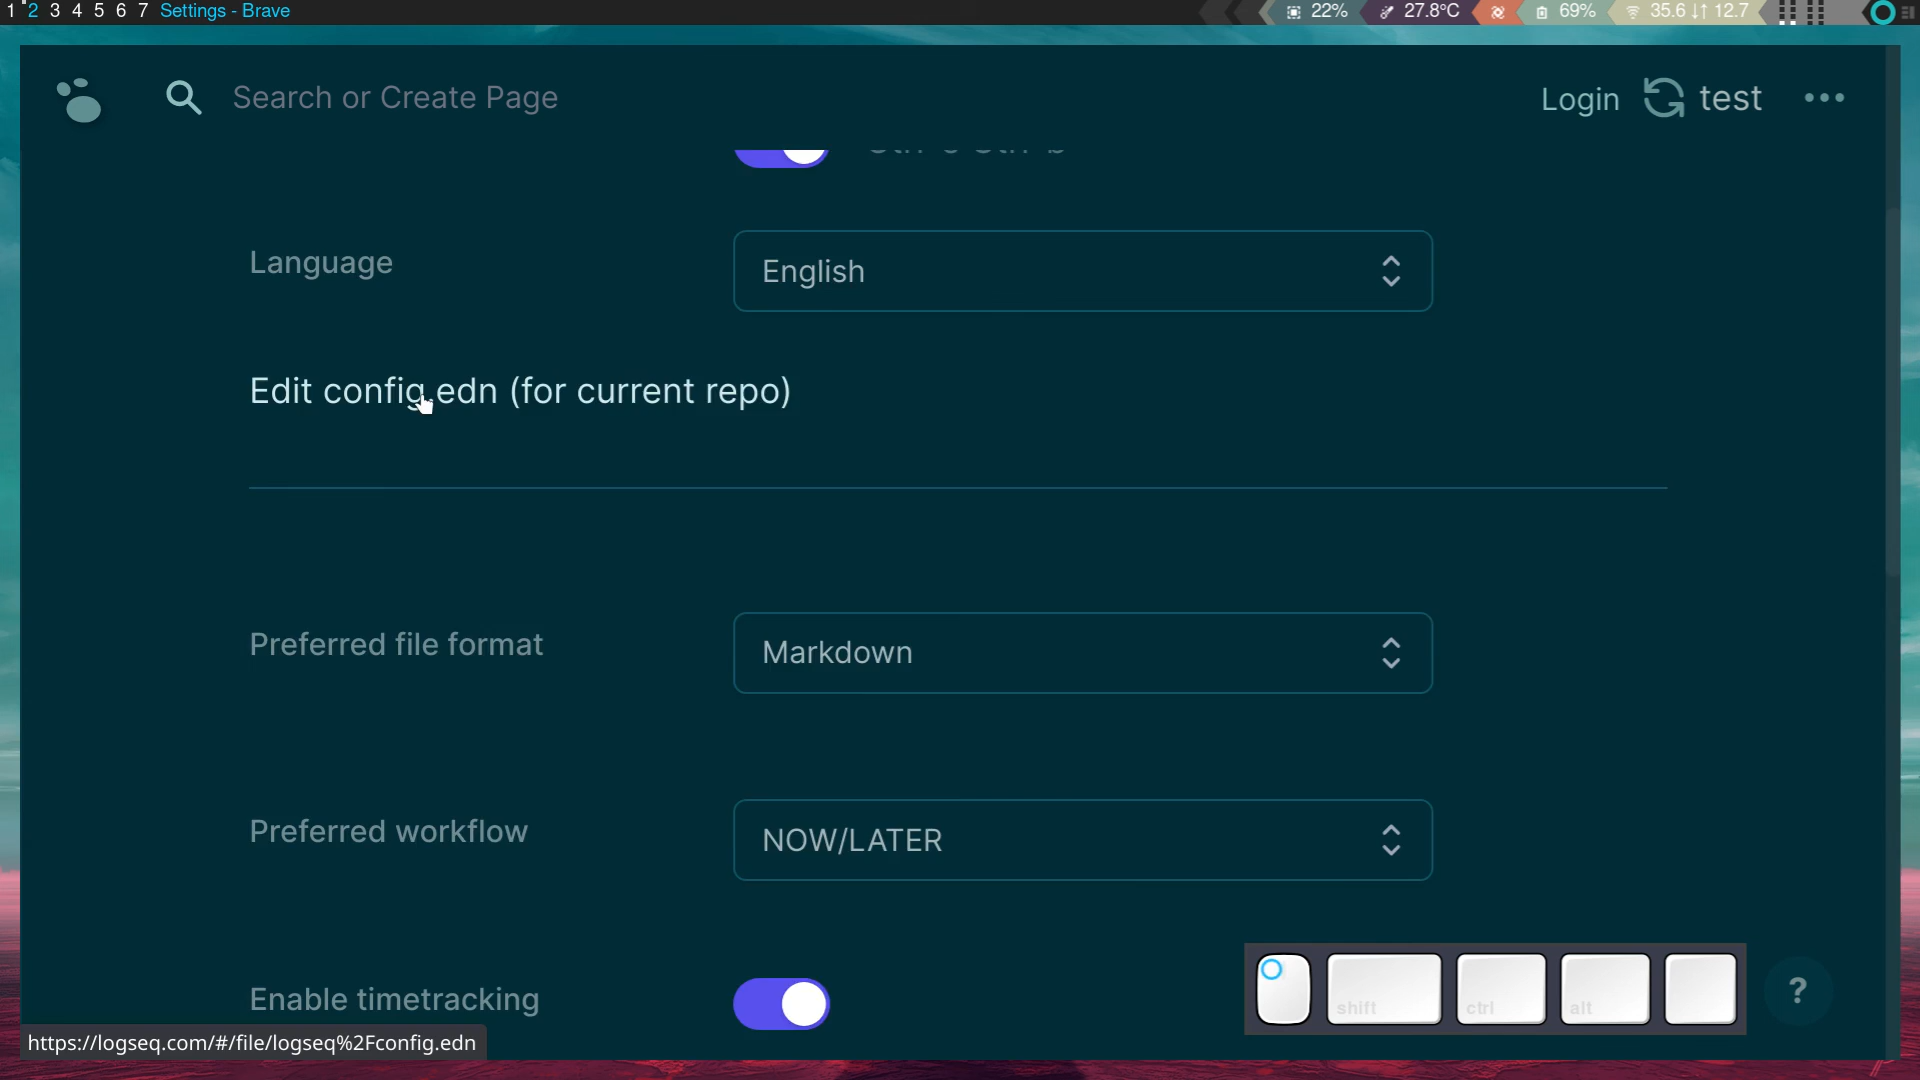 1 2 3 4 5 6 7 Settings - Brave 22% 27.8°C 69% 35.6 ↓↑ 12.7
Search or Create Page Login test
Language English
Edit config.edn (for current repo)
Preferred file format Markdown
Preferred workflow NOW/LATER
Enable timetracking
shift ctrl alt ?
https://logseq.com/#/file/logseq%2Fconfig.edn